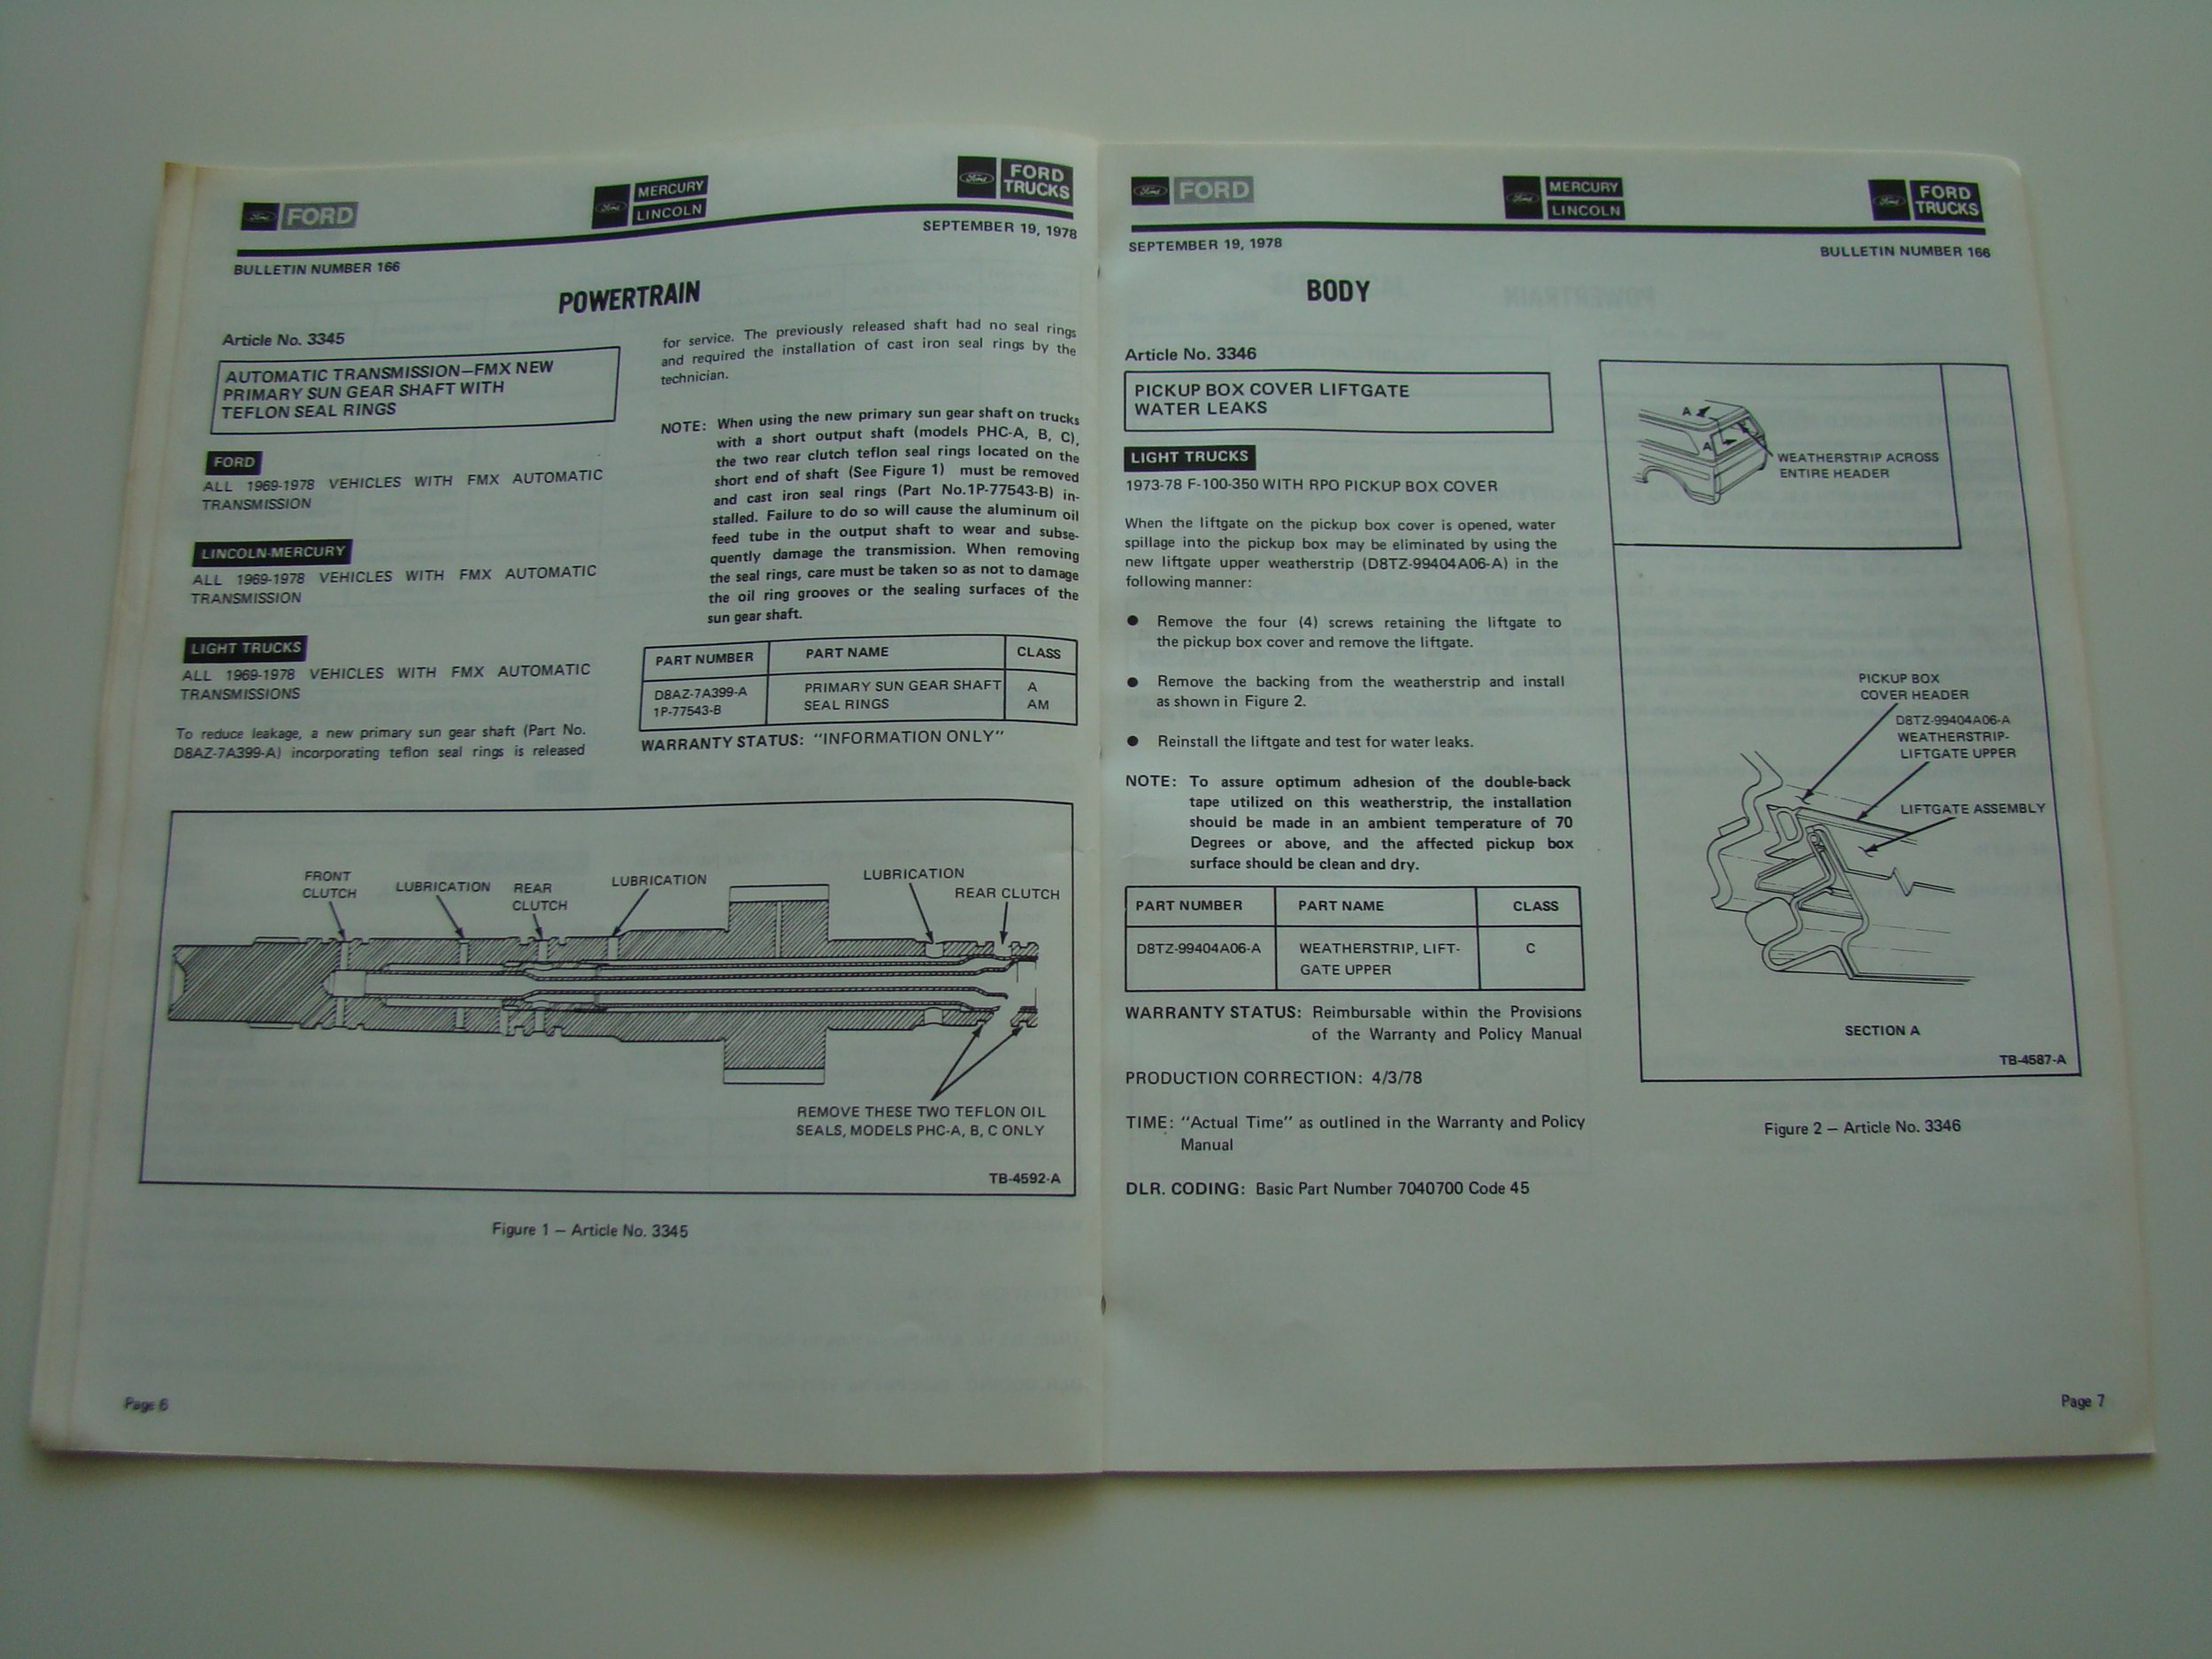 Ford FORD
Ford MERCURY
LINCOLN
Ford FORD
TRUCKS
SEPTEMBER 19, 1978
BULLETIN NUMBER 166
POWERTRAIN
Article No. 3345
AUTOMATIC TRANSMISSION—FMX NEW
PRIMARY SUN GEAR SHAFT WITH
TEFLON SEAL RINGS
FORD
ALL 1969-1978 VEHICLES WITH FMX AUTOMATIC
TRANSMISSION
LINCOLN-MERCURY
ALL 1969-1978 VEHICLES WITH FMX AUTOMATIC
TRANSMISSION
LIGHT TRUCKS
ALL 1969-1978 VEHICLES WITH FMX AUTOMATIC
TRANSMISSIONS
To reduce leakage, a new primary sun gear shaft (Part No.
D8AZ-7A399-A) incorporating teflon seal rings is released
for service. The previously released shaft had no seal rings
and required the installation of cast iron seal rings by the
technician.
NOTE: When using the new primary sun gear shaft on trucks
with a short output shaft (models PHC-A, B, C),
the two rear clutch teflon seal rings located on the
short end of shaft (See Figure 1) must be removed
and cast iron seal rings (Part No.1P-77543-B) in-
stalled. Failure to do so will cause the aluminum oil
feed tube in the output shaft to wear and subse-
quently damage the transmission. When removing
the seal rings, care must be taken so as not to damage
the oil ring grooves or the sealing surfaces of the
sun gear shaft.
PART NUMBER PART NAME CLASS
D8AZ-7A399-A PRIMARY SUN GEAR SHAFT A
1P-77543-B SEAL RINGS AM
WARRANTY STATUS: "INFORMATION ONLY"
FRONT
CLUTCH
LUBRICATION
REAR
CLUTCH
LUBRICATION
LUBRICATION
REAR CLUTCH
REMOVE THESE TWO TEFLON OIL
SEALS, MODELS PHC-A, B, C ONLY
TB-4592-A
Figure 1 — Article No. 3345
Page 6
Ford FORD
Ford MERCURY
LINCOLN
Ford FORD
TRUCKS
SEPTEMBER 19, 1978
BULLETIN NUMBER 166
BODY
Article No. 3346
PICKUP BOX COVER LIFTGATE
WATER LEAKS
LIGHT TRUCKS
1973-78 F-100-350 WITH RPO PICKUP BOX COVER
When the liftgate on the pickup box cover is opened, water
spillage into the pickup box may be eliminated by using the
new liftgate upper weatherstrip (D8TZ-99404A06-A) in the
following manner:
● Remove the four (4) screws retaining the liftgate to
the pickup box cover and remove the liftgate.
● Remove the backing from the weatherstrip and install
as shown in Figure 2.
● Reinstall the liftgate and test for water leaks.
NOTE: To assure optimum adhesion of the double-back
tape utilized on this weatherstrip, the installation
should be made in an ambient temperature of 70
Degrees or above, and the affected pickup box
surface should be clean and dry.
PART NUMBER PART NAME CLASS
D8TZ-99404A06-A WEATHERSTRIP, LIFT- C
GATE UPPER
WARRANTY STATUS: Reimbursable within the Provisions
of the Warranty and Policy Manual
PRODUCTION CORRECTION: 4/3/78
TIME: "Actual Time" as outlined in the Warranty and Policy
Manual
DLR. CODING: Basic Part Number 7040700 Code 45
A
A
WEATHERSTRIP ACROSS
ENTIRE HEADER
PICKUP BOX
COVER HEADER
D8TZ-99404A06-A
WEATHERSTRIP-
LIFTGATE UPPER
LIFTGATE ASSEMBLY
SECTION A
TB-4587-A
Figure 2 — Article No. 3346
Page 7